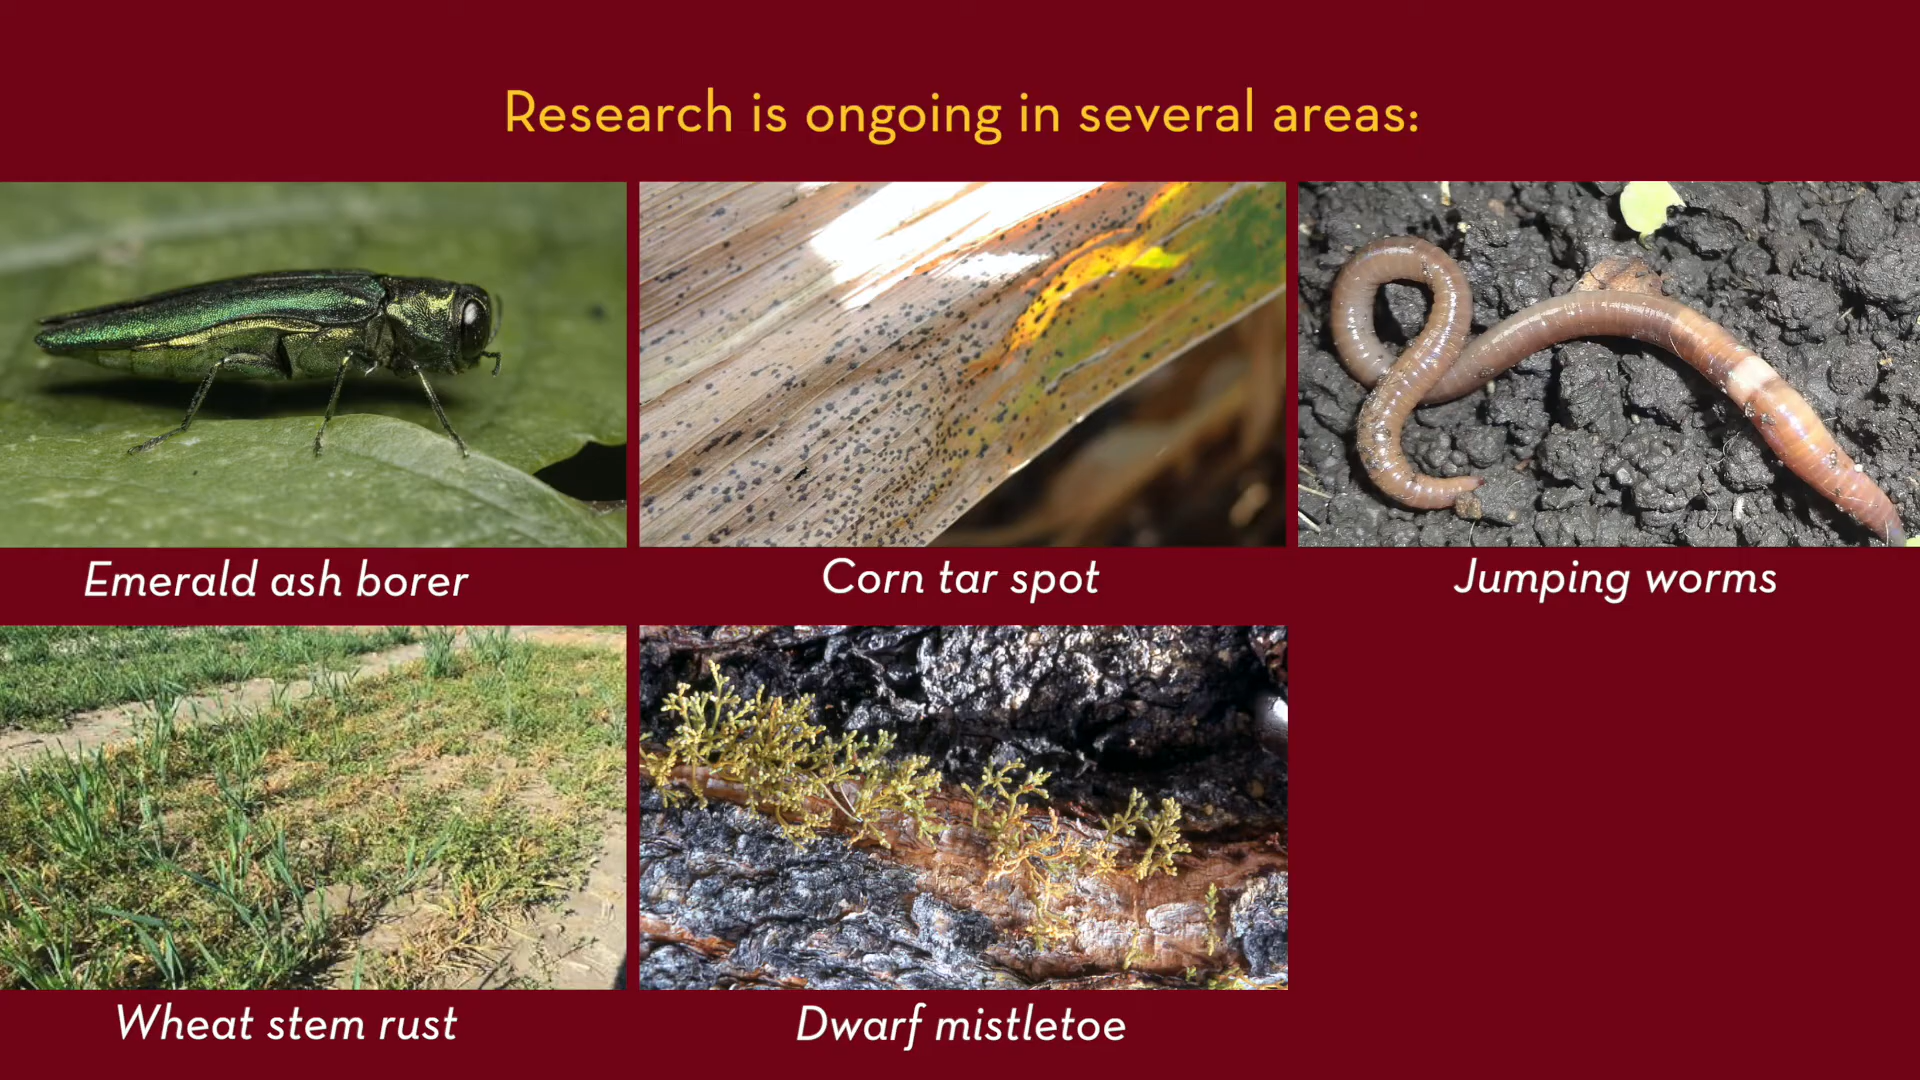 Research is ongoing in several areas:
Emerald ash borer
Corn tar spot
Jumping worms
Wheat stem rust
Dwarf mistletoe